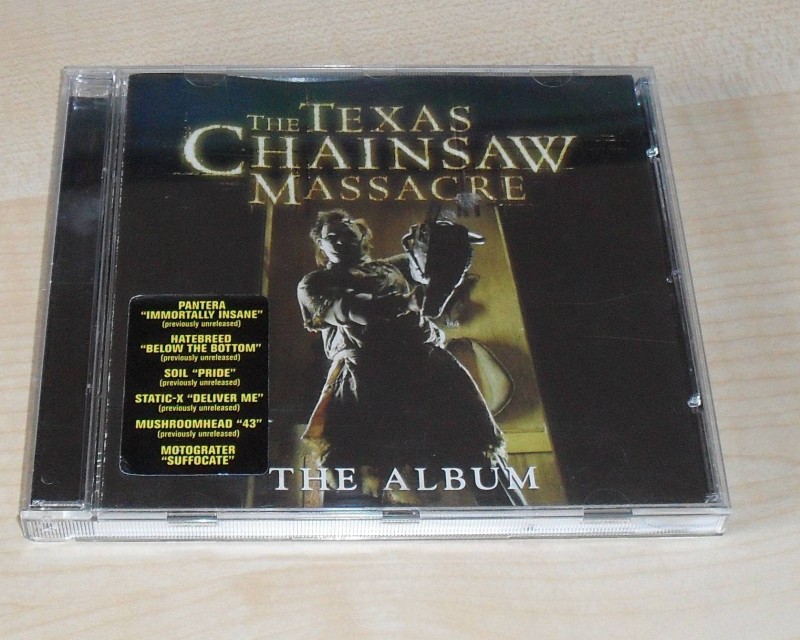 THE TEXAS
CHAINSAW
MASSACRE
PANTERA
"IMMORTALLY INSANE"
(previously unreleased)
HATEBREED
"BELOW THE BOTTOM"
(previously unreleased)
SOIL "PRIDE"
(previously unreleased)
STATIC-X "DELIVER ME"
(previously unreleased)
MUSHROOMHEAD "43"
(previously unreleased)
MOTOGRATER
"SUFFOCATE"
THE ALBUM